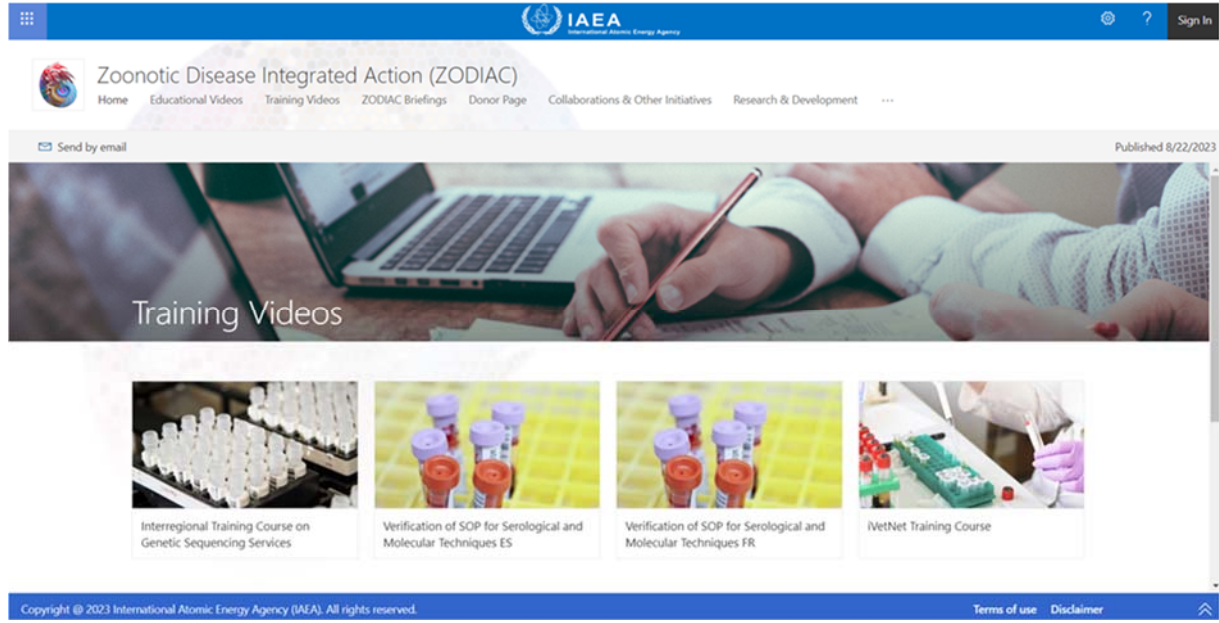 IAEA
International Atomic Energy Agency
? Sign In
Zoonotic Disease Integrated Action (ZODIAC)
Home Educational Videos Training Videos ZODIAC Briefings Donor Page Collaborations & Other Initiatives Research & Development ...
Send by email
Published 8/22/2023
Training Videos
Interregional Training Course on
Genetic Sequencing Services
Verification of SOP for Serological and
Molecular Techniques ES
Verification of SOP for Serological and
Molecular Techniques FR
iVetNet Training Course
Copyright @ 2023 International Atomic Energy Agency (IAEA). All rights reserved.
Terms of use Disclaimer